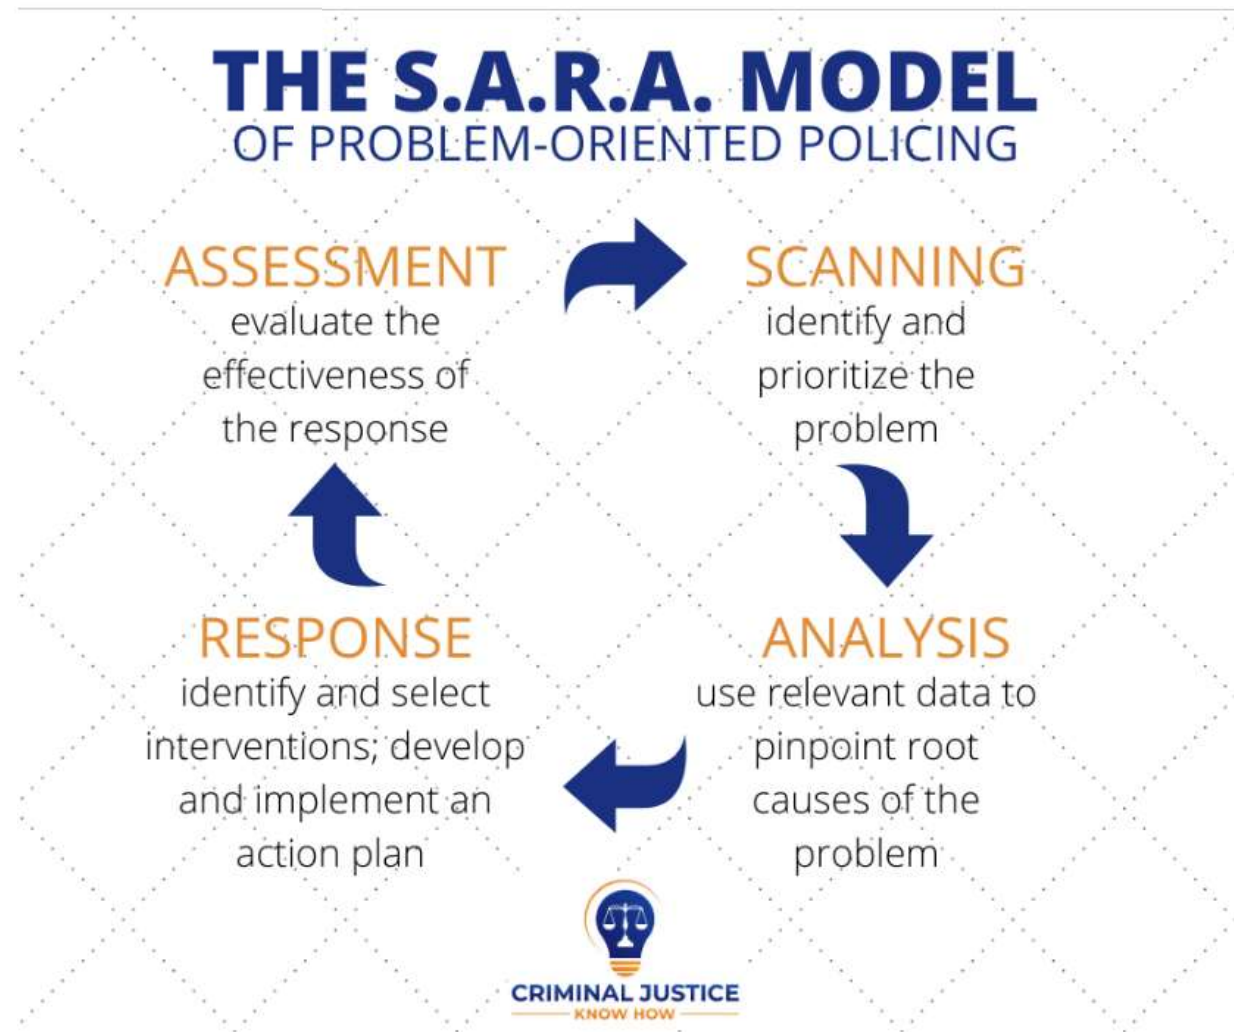 THE S.A.R.A. MODEL
OF PROBLEM-ORIENTED POLICING
ASSESSMENT
evaluate the
effectiveness of
the response
SCANNING
identify and
prioritize the
problem
RESPONSE
identify and select
interventions; develop
and implement an
action plan
ANALYSIS
use relevant data to
pinpoint root
causes of the
problem
CRIMINAL JUSTICE
KNOW HOW